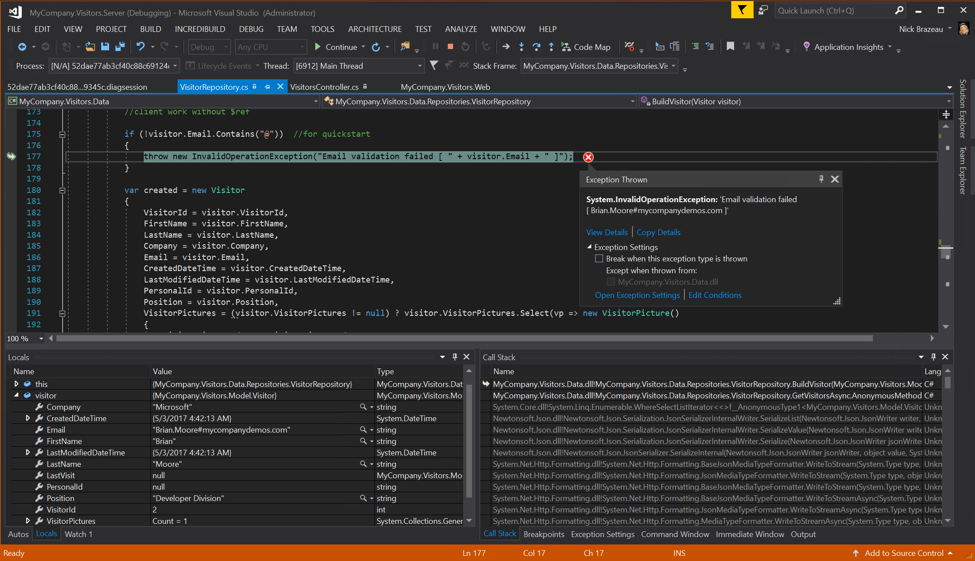 MyCompany.Visitors.Server (Debugging) - Microsoft Visual Studio (Administrator)
Quick Launch (Ctrl+Q)
FILE EDIT VIEW PROJECT BUILD INCREDIBUILD DEBUG TEAM TOOLS ARCHITECTURE TEST ANALYZE WINDOW HELP
Nick Brazeau
Debug Any CPU Continue Code Map Application Insights
Process: [N/A] 52dae77ab3cf40c88c69124 Lifecycle Events Thread: [6912] Main Thread Stack Frame: MyCompany.Visitors.Data.Repositories.Vis
52dae77ab3cf40c88...9345c.diagsession VisitorRepository.cs VisitorsController.cs MyCompany.Visitors.Web
MyCompany.Visitors.Data MyCompany.Visitors.Data.Repositories.VisitorRepository BuildVisitor(Visitor visitor)
173 //client work without $ref
174
175 if (!visitor.Email.Contains("@")) //for quickstart
176 {
177 throw new InvalidOperationException("Email validation failed [ " + visitor.Email + " ]");
178 }
179
180 var created = new Visitor
181 {
182 VisitorId = visitor.VisitorId,
183 FirstName = visitor.FirstName,
184 LastName = visitor.LastName,
185 Company = visitor.Company,
186 Email = visitor.Email,
187 CreatedDateTime = visitor.CreatedDateTime,
188 LastModifiedDateTime = visitor.LastModifiedDateTime,
189 PersonalId = visitor.PersonalId,
190 Position = visitor.Position,
191 VisitorPictures = (visitor.VisitorPictures != null) ? visitor.VisitorPictures.Select(vp => new VisitorPicture()
192 {
Exception Thrown
System.InvalidOperationException: 'Email validation failed
[ Brian.Moore#mycompanydemos.com ]'
View Details Copy Details
Exception Settings
Break when this exception type is thrown
Except when thrown from:
MyCompany.Visitors.Data.dll
Open Exception Settings Edit Conditions
Solution Explorer
Team Explorer
100 %
Locals
Name Value Type
this {MyCompany.Visitors.Data.Repositories.VisitorRepository} MyCompany.Visitors.Dat
visitor {MyCompany.Visitors.Model.Visitor} MyCompany.Visitors.Mo
Company "Microsoft" string
CreatedDateTime {5/3/2017 4:42:13 AM} System.DateTime
Email "Brian.Moore#mycompanydemos.com" string
FirstName "Brian" string
LastModifiedDateTime {5/3/2017 4:42:13 AM} System.DateTime
LastName "Moore" string
LastVisit null MyCompany.Visitors.Mo
PersonalId null string
Position "Developer Division" string
VisitorId 2 int
VisitorPictures Count = 1 System.Collections.Gener
Autos Locals Watch 1
Call Stack
Name Lang
MyCompany.Visitors.Data.dll!MyCompany.Visitors.Data.Repositories.VisitorRepository.BuildVisitor(MyCompany.Visitors.Moc C#
MyCompany.Visitors.Data.dll!MyCompany.Visitors.Data.Repositories.VisitorRepository.GetVisitorsAsync.AnonymousMethod C#
System.Core.dll!System.Linq.Enumerable.WhereSelectListIterator<<>f__AnonymousType1<MyCompany.Visitors.Model.Visitor Unkn
Newtonsoft.Json.dll!Newtonsoft.Json.Serialization.JsonSerializerInternalWriter.SerializeList(Newtonsoft.Json.JsonWriter writer, Unkn
Newtonsoft.Json.dll!Newtonsoft.Json.Serialization.JsonSerializerInternalWriter.SerializeValue(Newtonsoft.Json.JsonWriter writer Unkn
Newtonsoft.Json.dll!Newtonsoft.Json.Serialization.JsonSerializerInternalWriter.Serialize(Newtonsoft.Json.JsonWriter jsonWriter Unkn
Newtonsoft.Json.dll!Newtonsoft.Json.JsonSerializer.SerializeInternal(Newtonsoft.Json.JsonWriter jsonWriter, object value, Syste Unkn
System.Net.Http.Formatting.dll!System.Net.Http.Formatting.BaseJsonMediaTypeFormatter.WriteToStream(System.Type type, Unkn
System.Net.Http.Formatting.dll!System.Net.Http.Formatting.JsonMediaTypeFormatter.WriteToStream(System.Type type, obje Unkn
System.Net.Http.Formatting.dll!System.Net.Http.Formatting.BaseJsonMediaTypeFormatter.WriteToStream(System.Type type, Unkn
System.Net.Http.Formatting.dll!System.Net.Http.Formatting.BaseJsonMediaTypeFormatter.WriteToStreamAsync(System.Type Unkn
System.Net.Http.Formatting.dll!System.Net.Http.Formatting.JsonMediaTypeFormatter.WriteToStreamAsync(System.Type type, Unkn
System.Net.Http.Formatting.dll!System.Net.Http.Formatting.MediaTypeFormatter.WriteToStreamAsync(System.Type type, obj Unkn
Call Stack Breakpoints Exception Settings Command Window Immediate Window Output
Ready Ln 177 Col 17 Ch 17 INS Add to Source Control